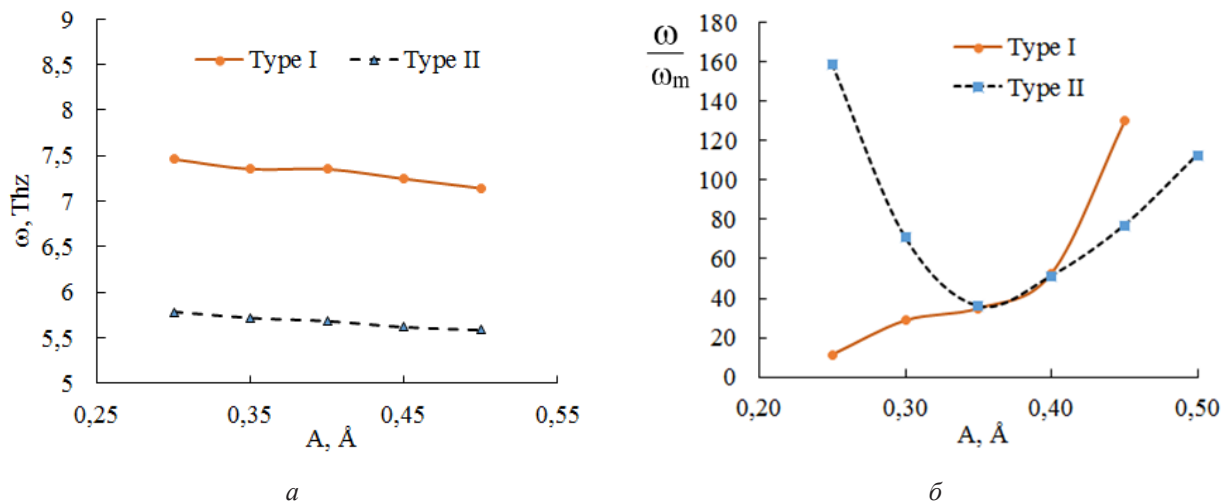 9
8,5
8
7,5
7
6,5
6
5,5
5
ω, Thz
Type I
Type II
0,25 0,35 0,45 0,55
A, Å
а
ω
ωm
180
160
140
120
100
80
60
40
20
0
Type I
Type II
0,20 0,30 0,40 0,50
A, Å
б